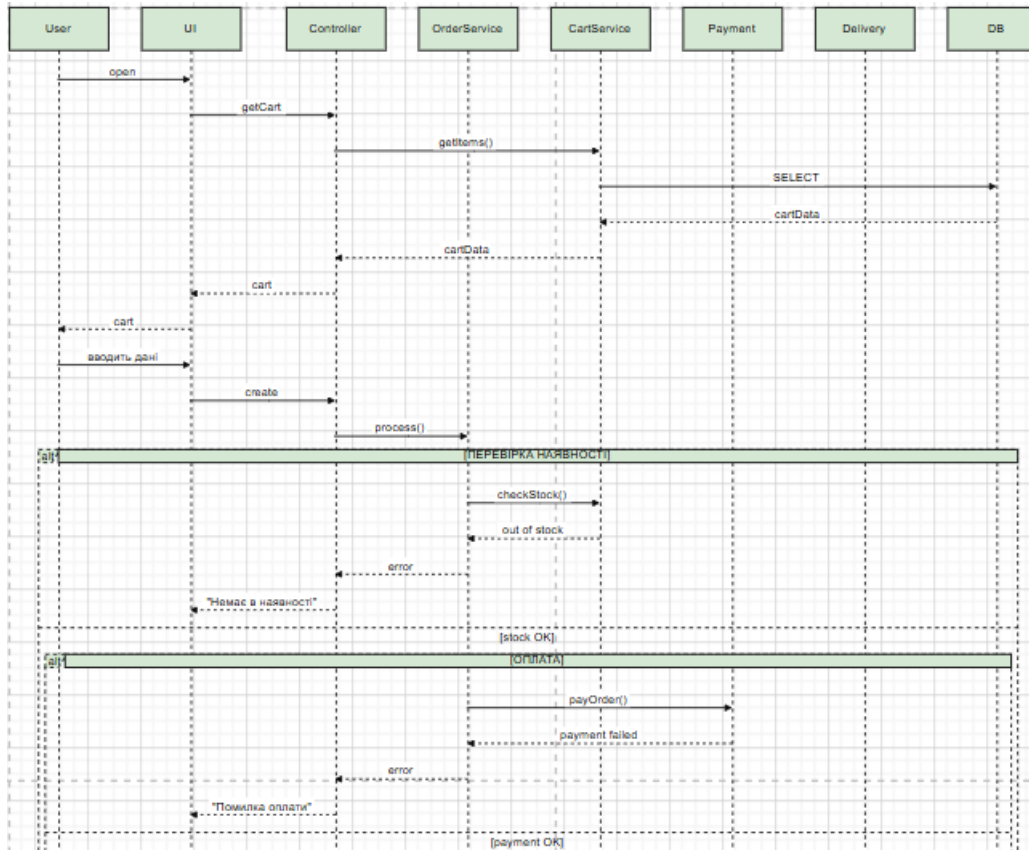 User UI Controller OrderService CartService Payment Delivery DB
open
getCart
getItems()
SELECT
cartData
cartData
cart
cart
вводить дані
create
process()
alt [ПЕРЕВІРКА НАЯВНОСТІ]
checkStock()
out of stock
error
"Немає в наявності"
[stock OK]
alt [ОПЛАТА]
payOrder()
payment failed
error
"Помилка оплати"
[payment OK]